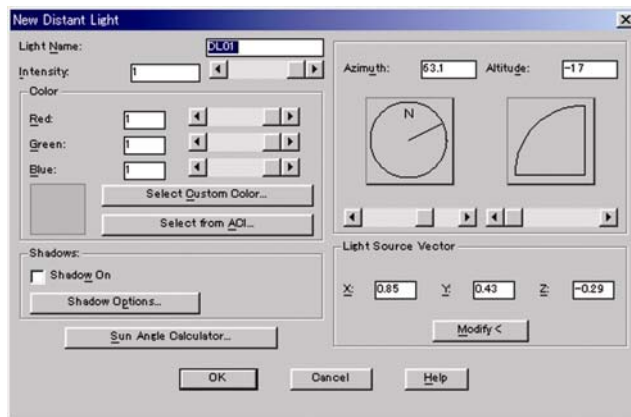 New Distant Light
Light Name: DL01
Intensity: 1
Color
Red: 1
Green: 1
Blue: 1
Select Custom Color...
Select from ACI...
Shadows:
Shadow On
Shadow Options...
Sun Angle Calculator...
Azimuth: 63.1 Altitude: -17
N
Light Source Vector
X: 0.85 Y: 0.43 Z: -0.29
Modify <
OK Cancel Help